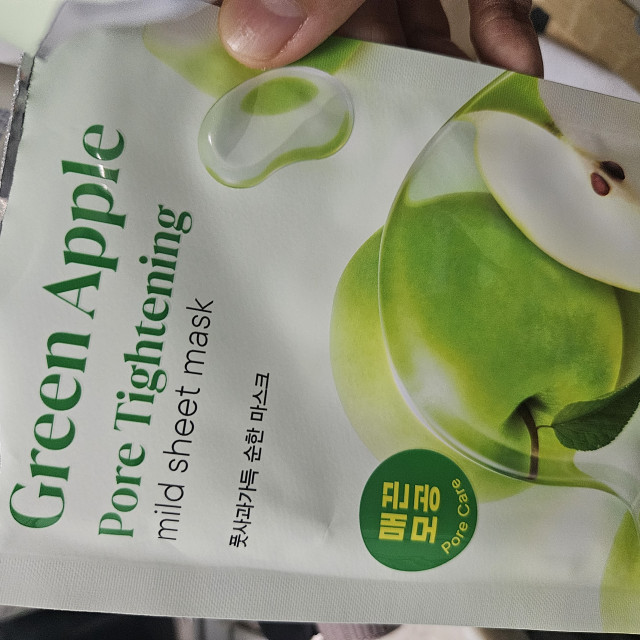 Green Apple
Pore Tightening
mild sheet mask
풋사과가득 순한 마스크
매끈
모공
Pore Care